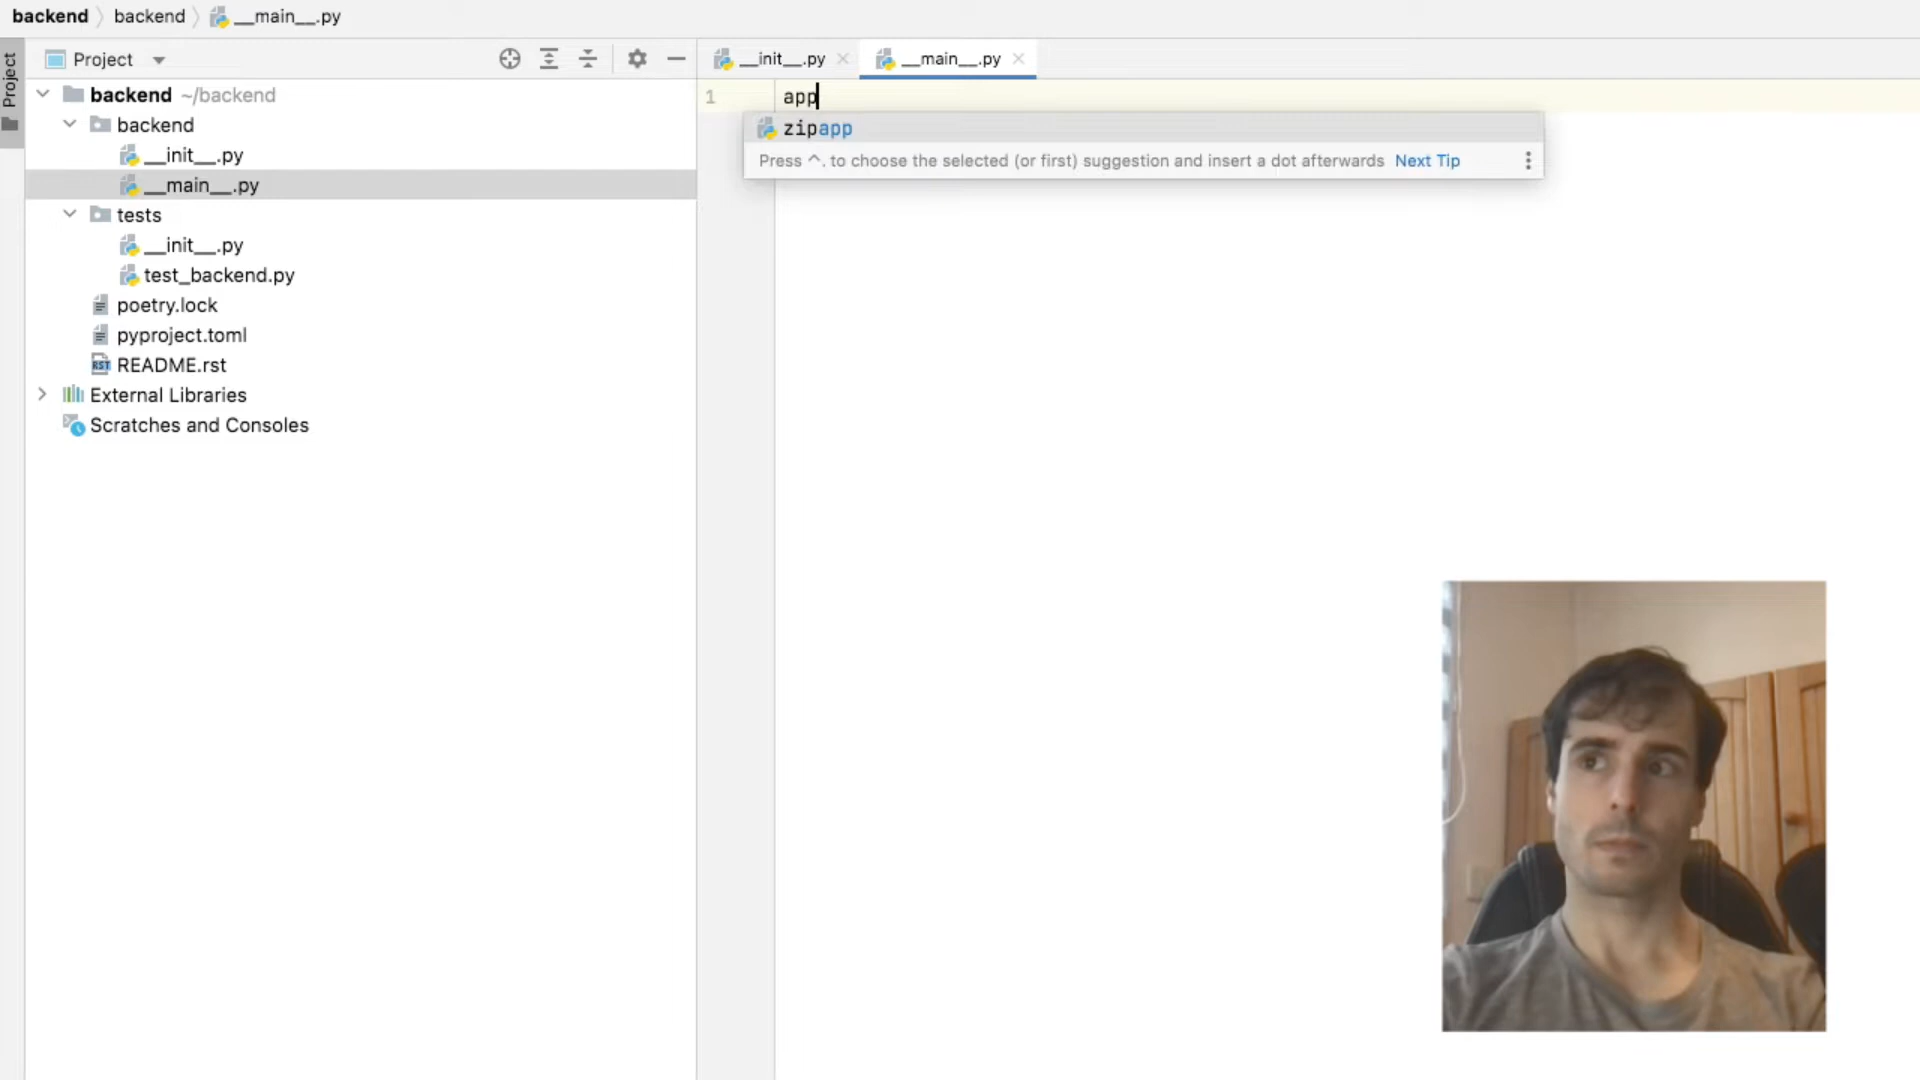 backend backend __main__.py
Project
Project
__init__.py
__main__.py
backend ~/backend
backend
__init__.py
__main__.py
tests
__init__.py
test_backend.py
poetry.lock
pyproject.toml
RST README.rst
External Libraries
Scratches and Consoles
1 app
zipapp
Press ^. to choose the selected (or first) suggestion and insert a dot afterwards Next Tip